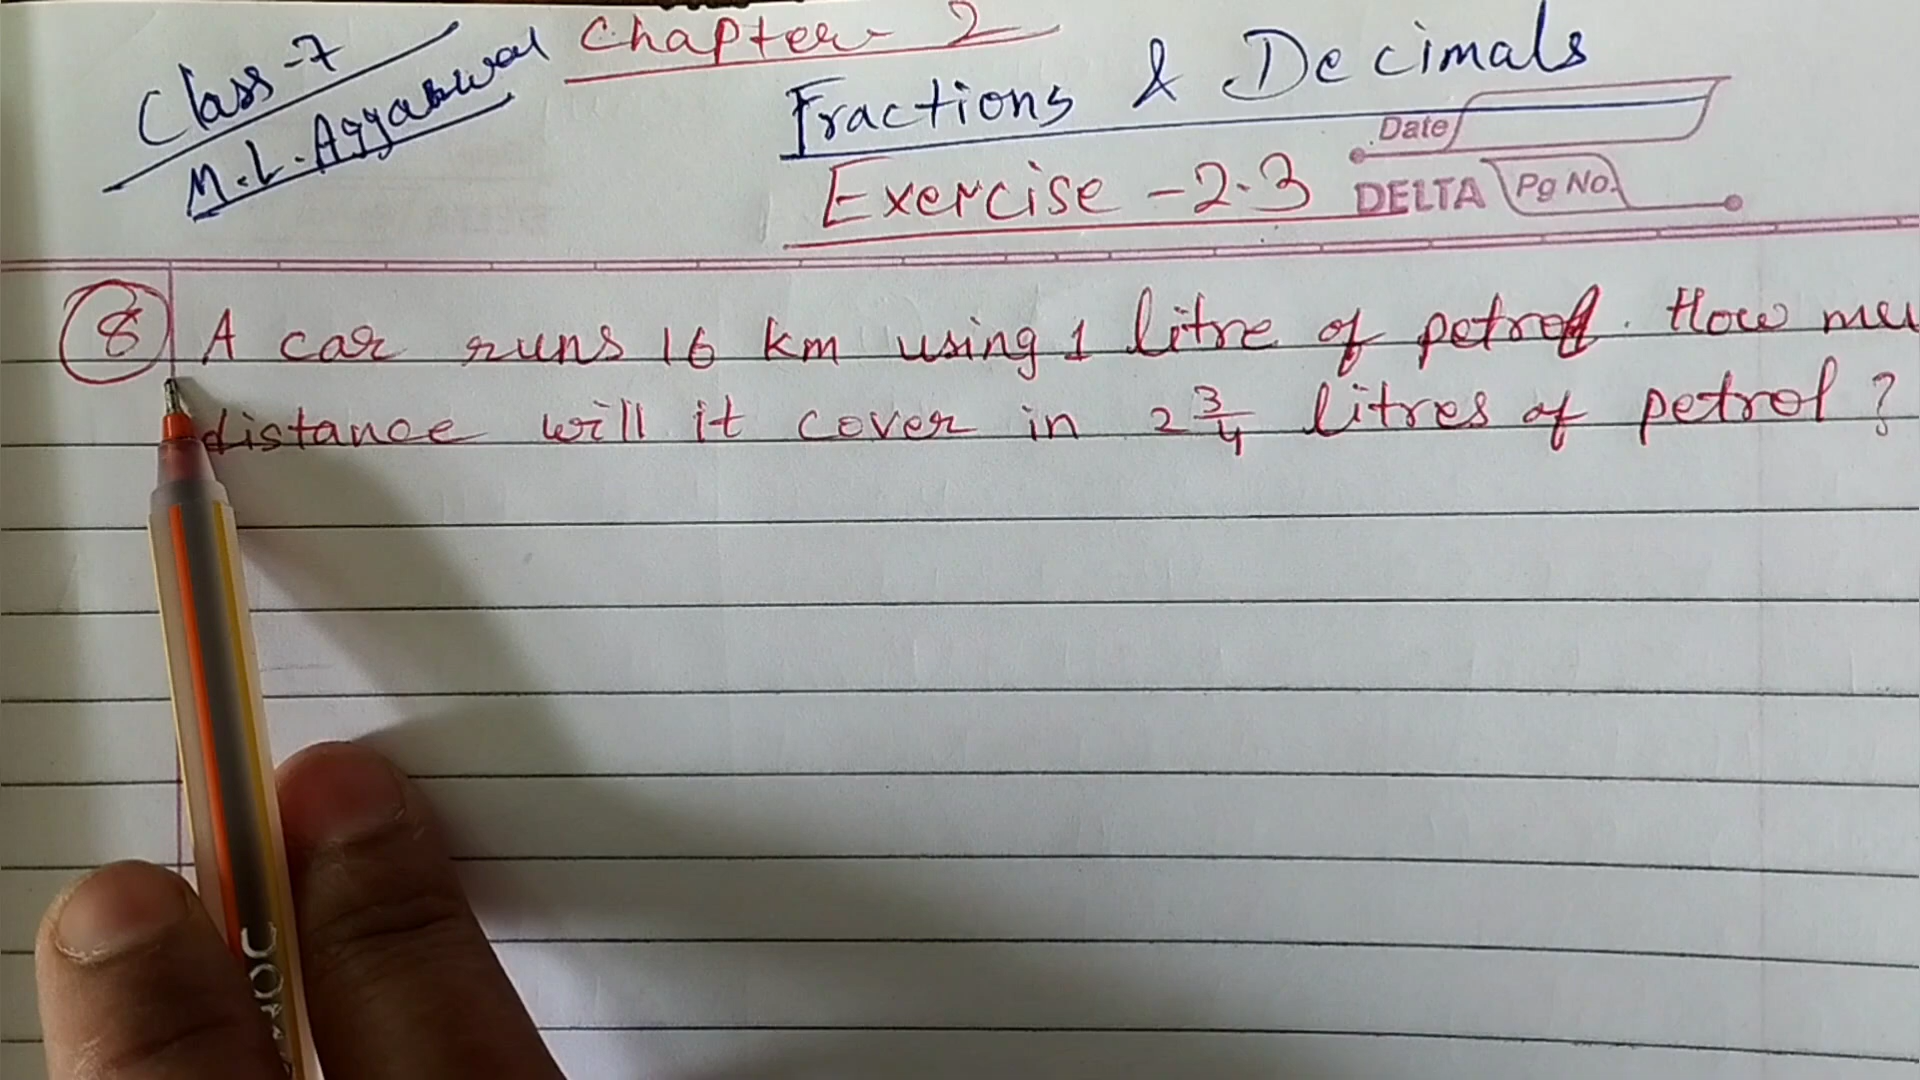 Class-7
M.L. Aggarwal
Chapter- 2
Fractions & Decimals
Date
Exercise -2.3
DELTA Pg No.
8 A car runs 16 km using 1 litre of petrol. How mu
distance will it cover in 2 3/4 litres of petrol ?